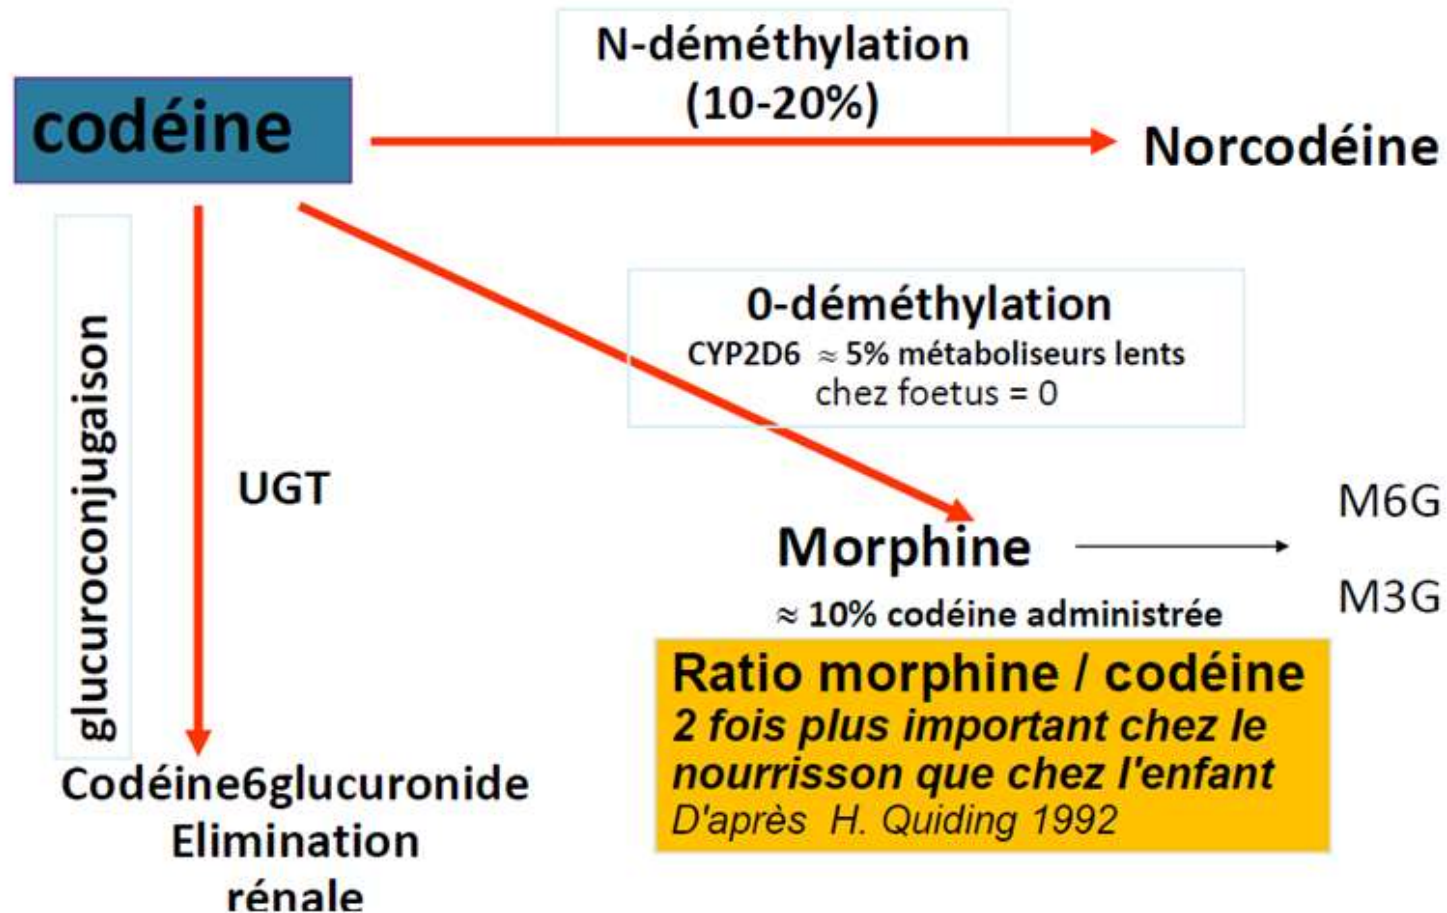 N-déméthylation
(10-20%)
codéine
Norcodéine
glucuroconjugaison
0-déméthylation
CYP2D6 ≈ 5% métaboliseurs lents
chez foetus = 0
UGT
M6G
Morphine
M3G
≈ 10% codéine administrée
Ratio morphine / codéine
2 fois plus important chez le
nourrisson que chez l'enfant
D'après H. Quiding 1992
Codéine6glucuronide
Elimination
rénale